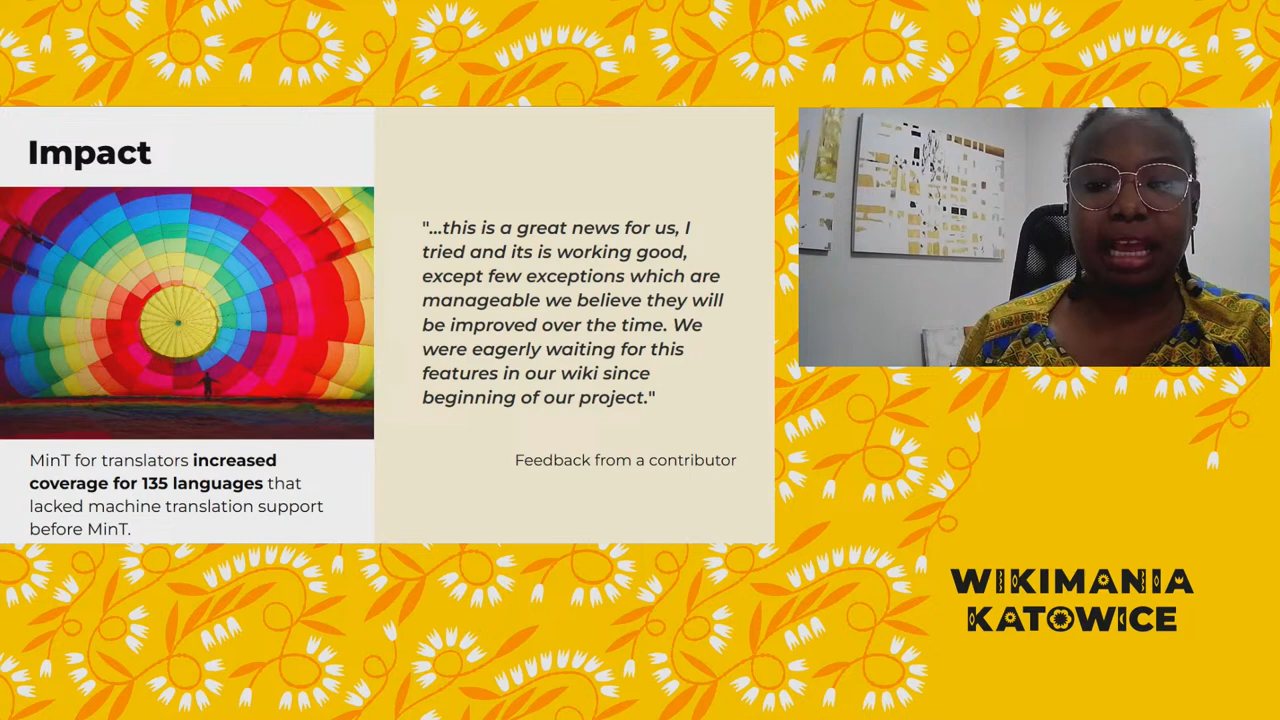 Impact
MinT for translators increased
coverage for 135 languages that
lacked machine translation support
before MinT.
"...this is a great news for us, I
tried and its is working good,
except few exceptions which are
manageable we believe they will
be improved over the time. We
were eagerly waiting for this
features in our wiki since
beginning of our project."
Feedback from a contributor
WIKIMANIA
KATOWICE